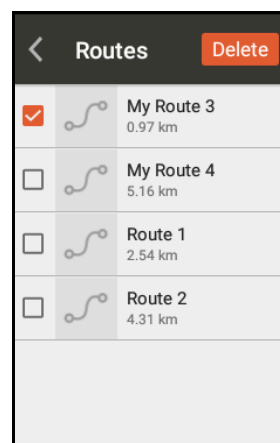 Routes
Delete
My Route 3
0.97 km
My Route 4
5.16 km
Route 1
2.54 km
Route 2
4.31 km